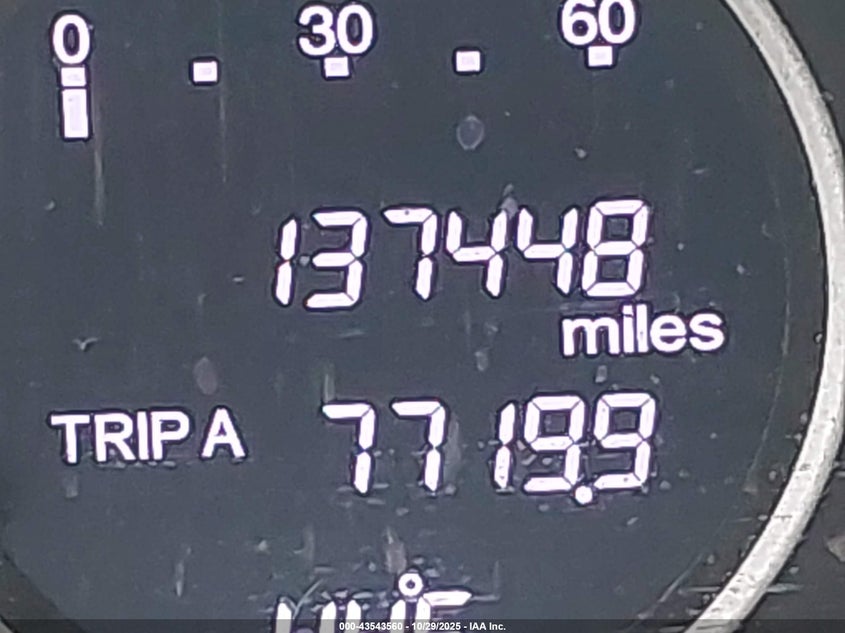 0 30 60
137448
miles
TRIP A 7719.9
°F
000-43543560 - 10/29/2025 - IAA Inc.